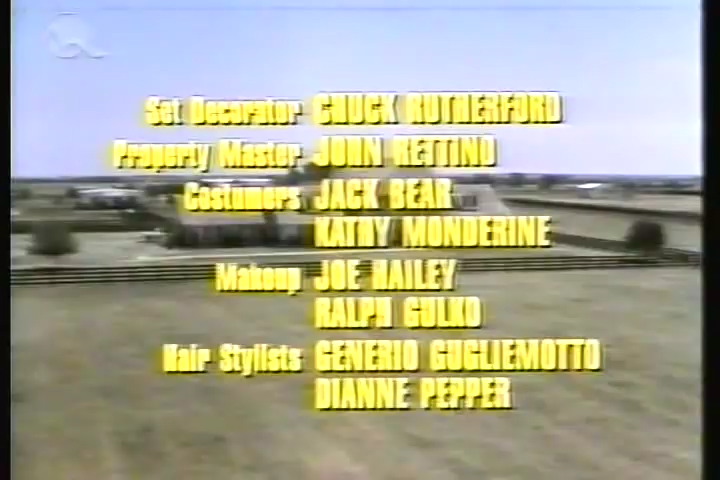 Set Decorator CHUCK RUTHERFORD
Property Master JOHN RETTINO
Costumers JACK BEAR
KATHY MONDERINE
Makeup JOE HAILEY
RALPH GULKO
Hair Stylists GENERIO GUGLIEMOTTO
DIANNE PEPPER